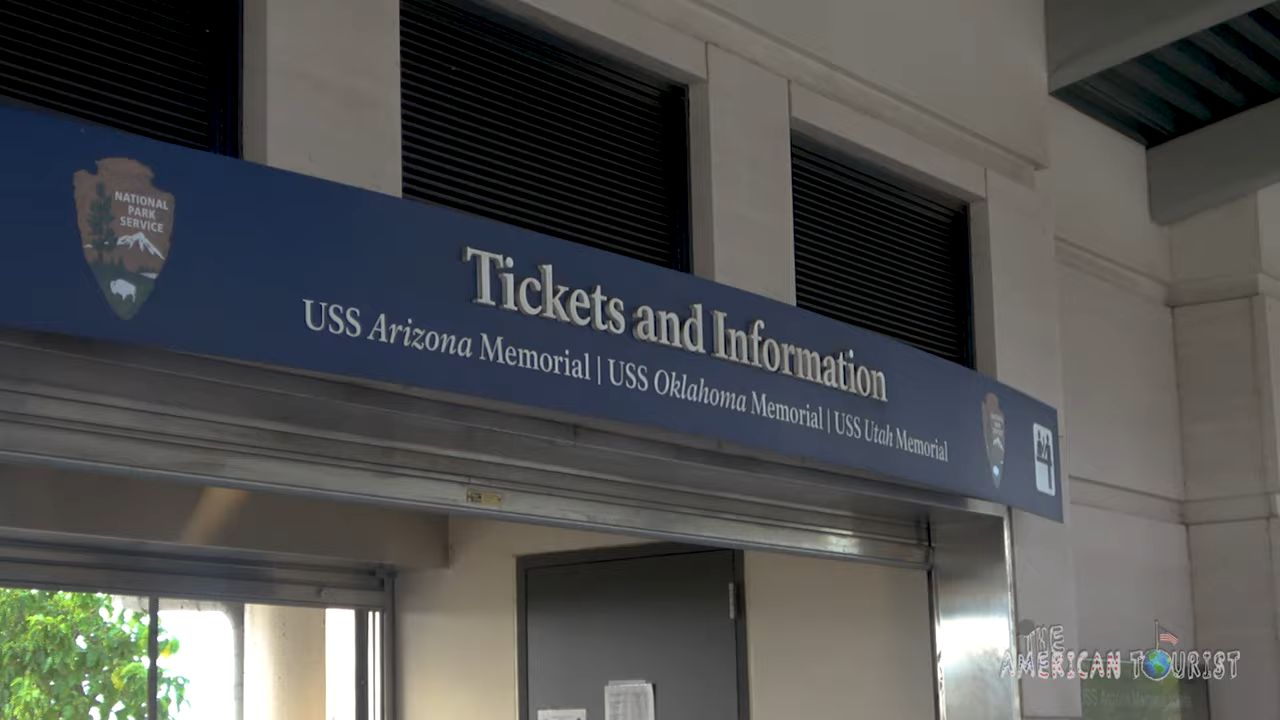 NATIONAL
PARK
SERVICE
Tickets and Information
USS Arizona Memorial | USS Oklahoma Memorial | USS Utah Memorial
THE
AMERICAN TOURIST